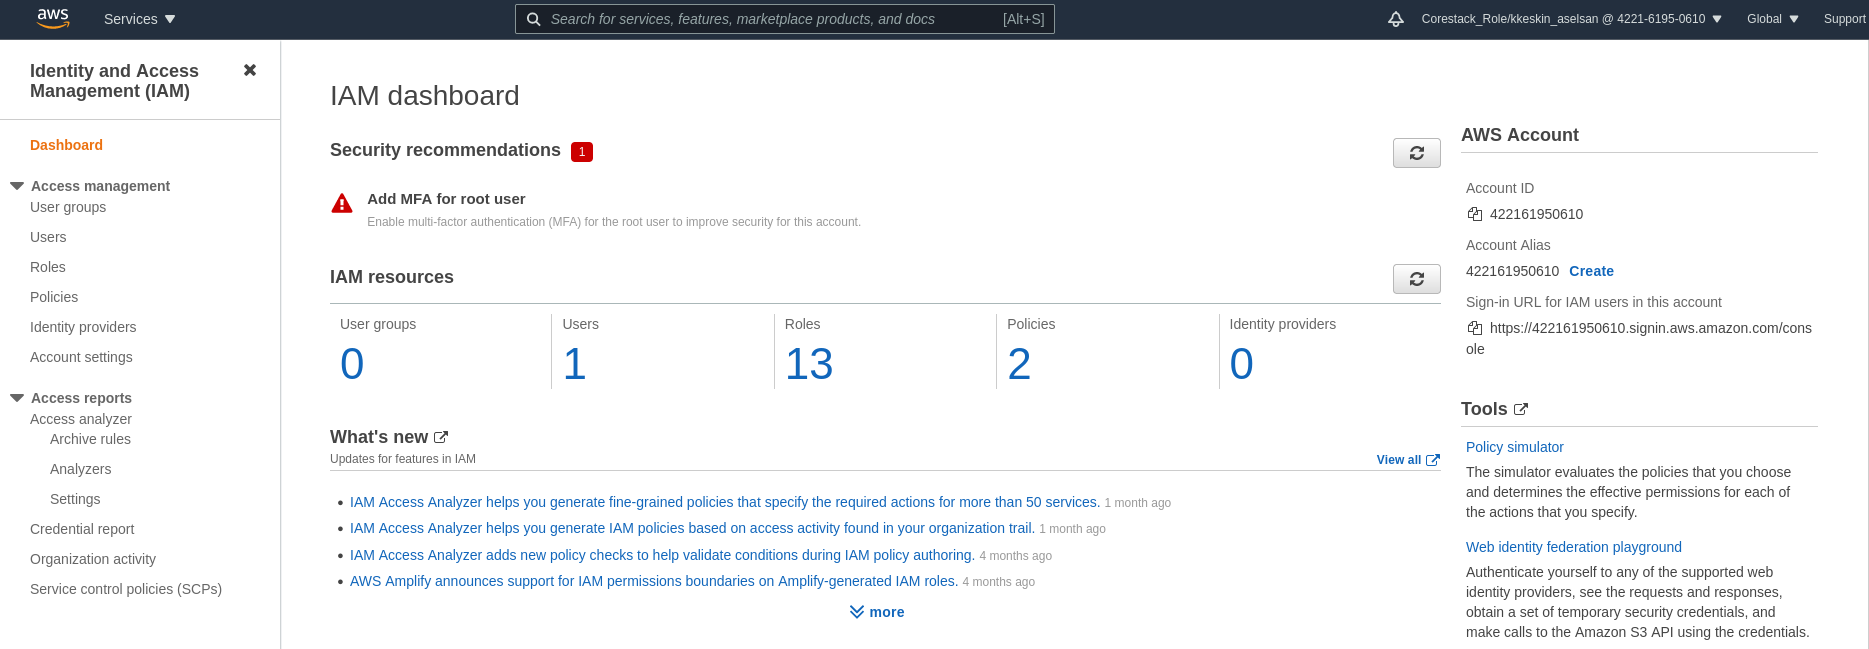 aws
Services
Search for services, features, marketplace products, and docs
[Alt+S]
Corestack_Role/kkeskin_aselsan @ 4221-6195-0610
Global
Support
Identity and Access
Management (IAM)
Dashboard
Access management
User groups
Users
Roles
Policies
Identity providers
Account settings
Access reports
Access analyzer
Archive rules
Analyzers
Settings
Credential report
Organization activity
Service control policies (SCPs)
IAM dashboard
Security recommendations 1
Add MFA for root user
Enable multi-factor authentication (MFA) for the root user to improve security for this account.
IAM resources
User groups
0
Users
1
Roles
13
Policies
2
Identity providers
0
What's new
Updates for features in IAM
View all
• IAM Access Analyzer helps you generate fine-grained policies that specify the required actions for more than 50 services. 1 month ago
• IAM Access Analyzer helps you generate IAM policies based on access activity found in your organization trail. 1 month ago
• IAM Access Analyzer adds new policy checks to help validate conditions during IAM policy authoring. 4 months ago
• AWS Amplify announces support for IAM permissions boundaries on Amplify-generated IAM roles. 4 months ago
more
AWS Account
Account ID
422161950610
Account Alias
422161950610 Create
Sign-in URL for IAM users in this account
https://422161950610.signin.aws.amazon.com/cons
ole
Tools
Policy simulator
The simulator evaluates the policies that you choose
and determines the effective permissions for each of
the actions that you specify.
Web identity federation playground
Authenticate yourself to any of the supported web
identity providers, see the requests and responses,
obtain a set of temporary security credentials, and
make calls to the Amazon S3 API using the credentials.